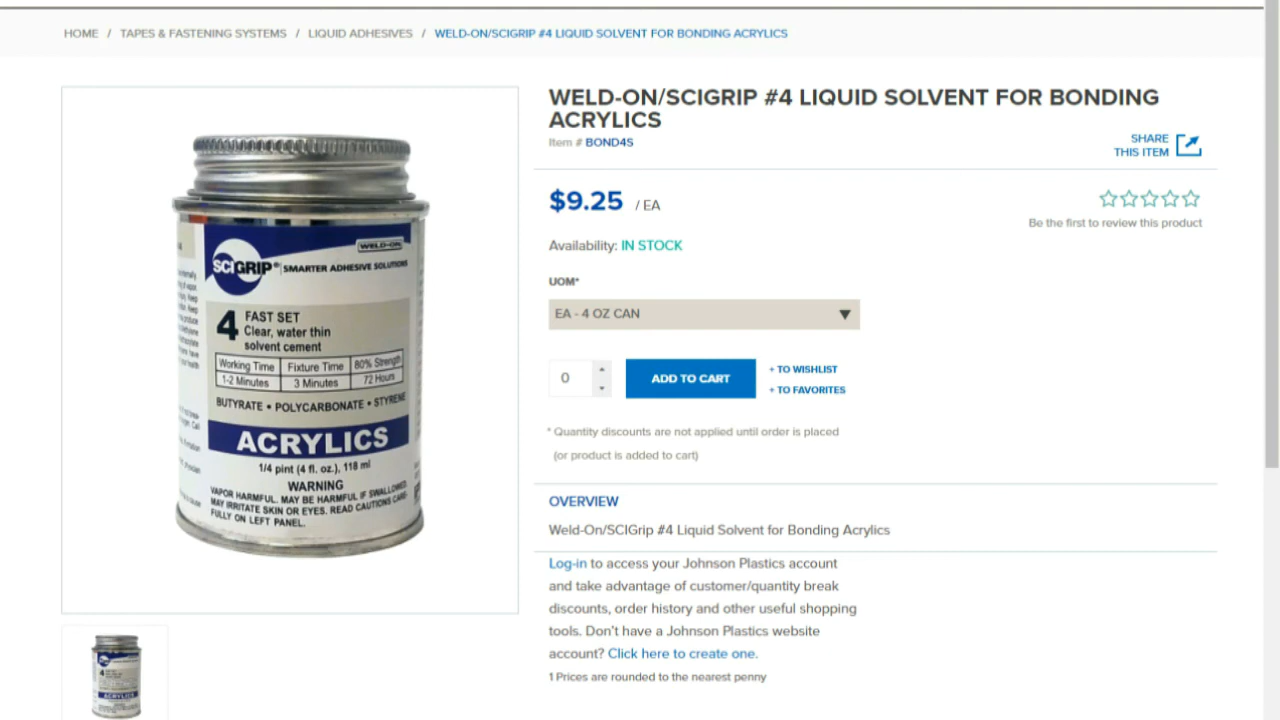 HOME / TAPES & FASTENING SYSTEMS / LIQUID ADHESIVES / WELD-ON/SCIGRIP #4 LIQUID SOLVENT FOR BONDING ACRYLICS
WELD-ON/SCIGRIP #4 LIQUID SOLVENT FOR BONDING
ACRYLICS
Item # BOND4S
SHARE
THIS ITEM
$9.25 / EA
Be the first to review this product
Availability: IN STOCK
UOM*
EA - 4 OZ CAN
0
ADD TO CART
+ TO WISHLIST
+ TO FAVORITES
* Quantity discounts are not applied until order is placed
(or product is added to cart)
OVERVIEW
Weld-On/SCIGrip #4 Liquid Solvent for Bonding Acrylics
Log-in to access your Johnson Plastics account
and take advantage of customer/quantity break
discounts, order history and other useful shopping
tools. Don't have a Johnson Plastics website
account? Click here to create one.
1 Prices are rounded to the nearest penny
WELD-ON
SCIGRIP® SMARTER ADHESIVE SOLUTIONS
4 FAST SET
Clear, water thin
solvent cement
Working Time Fixture Time 80% Strength
1-2 Minutes 3 Minutes 72 Hours
BUTYRATE • POLYCARBONATE • STYRENE
ACRYLICS
1/4 pint (4 fl. oz.), 118 ml
WARNING
VAPOR HARMFUL. MAY BE HARMFUL IF SWALLOWED.
MAY IRRITATE SKIN OR EYES. READ CAUTIONS CARE-
FULLY ON LEFT PANEL.